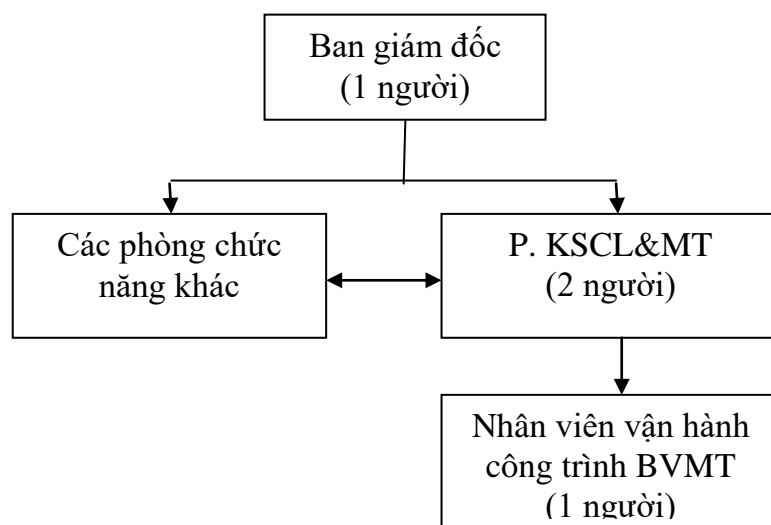 Ban giám đốc
(1 người)
Các phòng chức
năng khác
P. KSCL&MT
(2 người)
Nhân viên vận hành
công trình BVMT
(1 người)